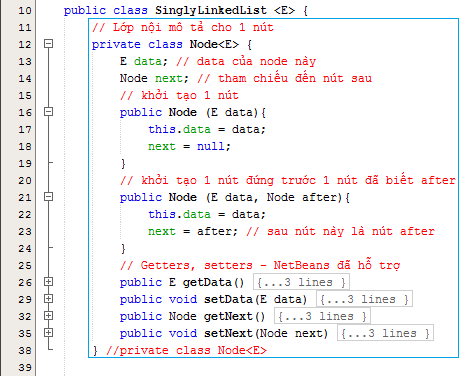 10 public class SinglyLinkedList <E> {
11 // Lớp nội mô tả cho 1 nút
12 private class Node<E> {
13 E data; // data của node này
14 Node next; // tham chiếu đến nút sau
15 // khởi tạo 1 nút
16 public Node (E data){
17 this.data = data;
18 next = null;
19 }
20 // khởi tạo 1 nút đứng trước 1 nút đã biết after
21 public Node (E data, Node after){
22 this.data = data;
23 next = after; // sau nút này là nút after
24 }
25 // Getters, setters - NetBeans đã hỗ trợ
26 public E getData() {...3 lines }
29 public void setData(E data) {...3 lines }
32 public Node getNext() {...3 lines }
35 public void setNext(Node next) {...3 lines }
38 } //private class Node<E>
39